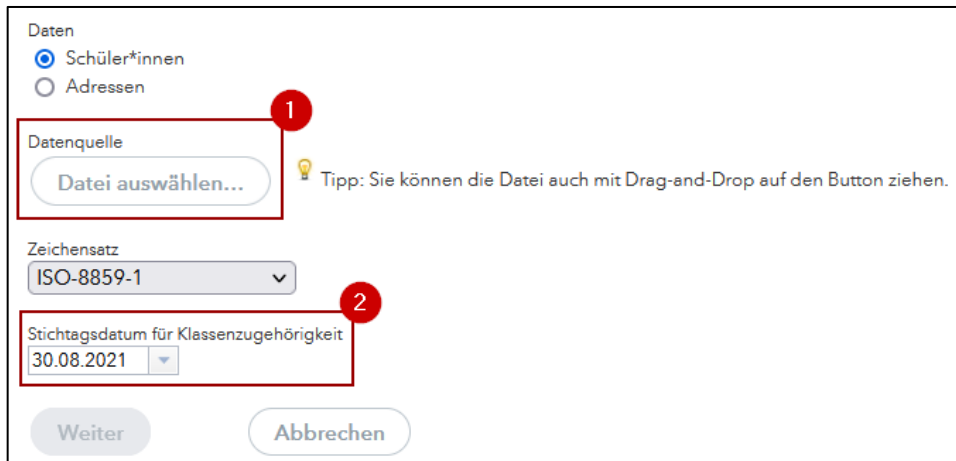 Daten
Schüler*innen
Adressen
1
Datenquelle
Datei auswählen...
Tipp: Sie können die Datei auch mit Drag-and-Drop auf den Button ziehen.
Zeichensatz
ISO-8859-1
2
Stichtagsdatum für Klassenzugehörigkeit
30.08.2021
Weiter Abbrechen